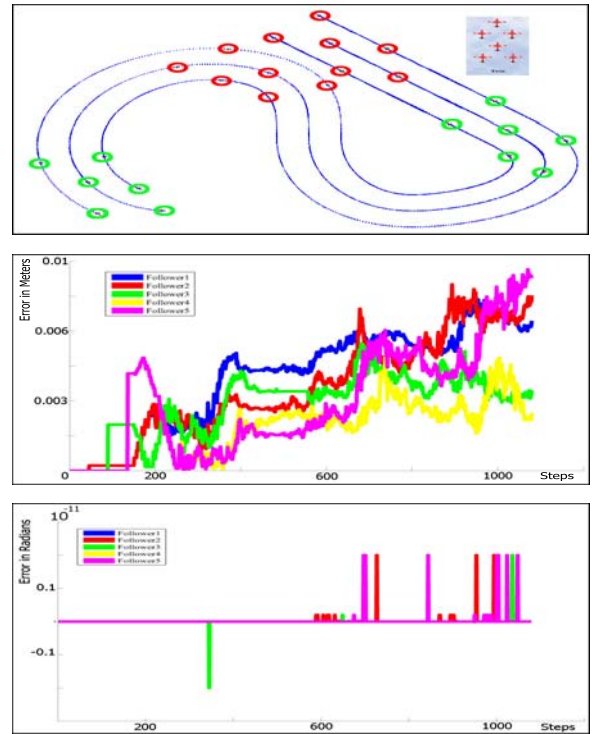 Error in Meters
0.01
0.006
0.003
0
Follower1
Follower2
Follower3
Follower4
Follower5
200
600
1000
Steps
10^-11
Error in Radians
0.1
-0.1
Follower1
Follower2
Follower3
Follower4
Follower5
200
600
1000
Steps